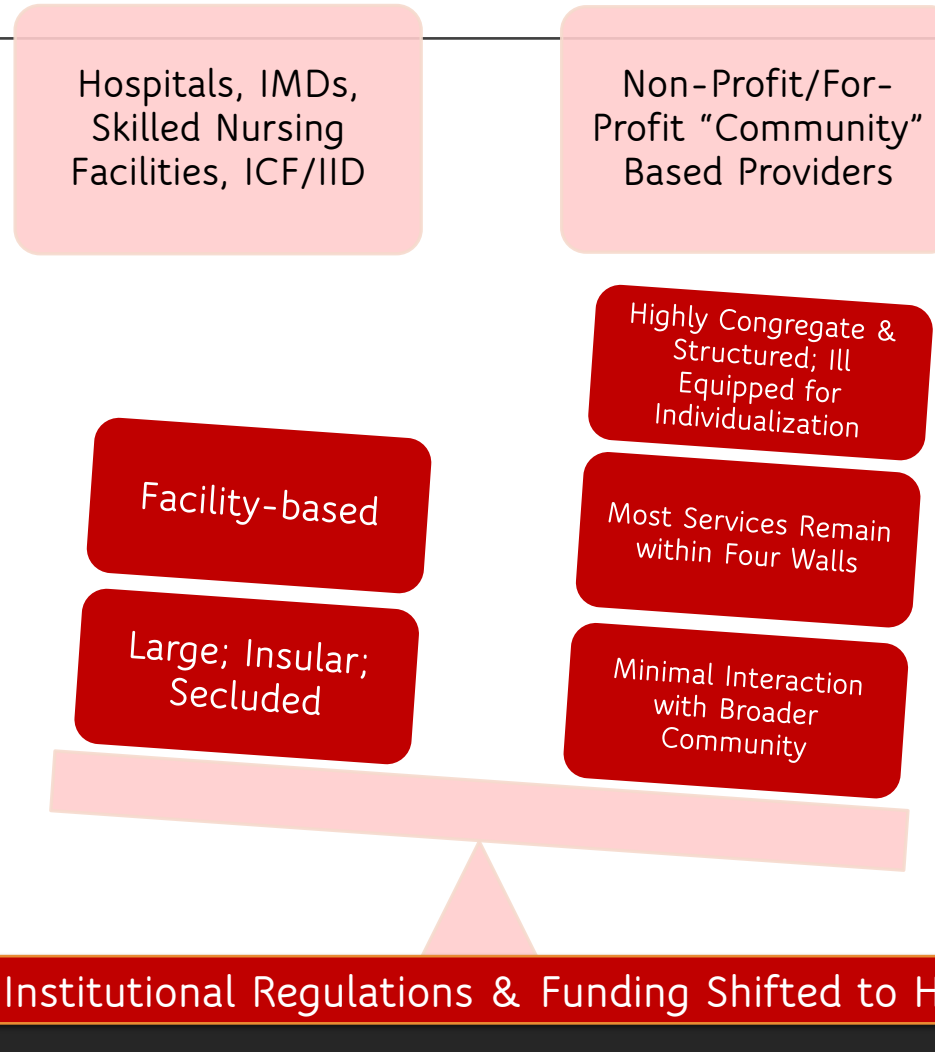 Hospitals, IMDs,
Skilled Nursing
Facilities, ICF/IID
Non-Profit/For-
Profit “Community”
Based Providers
Facility-based
Large; Insular;
Secluded
Highly Congregate &
Structured; Ill
Equipped for
Individualization
Most Services Remain
within Four Walls
Minimal Interaction
with Broader
Community
Institutional Regulations & Funding Shifted to H